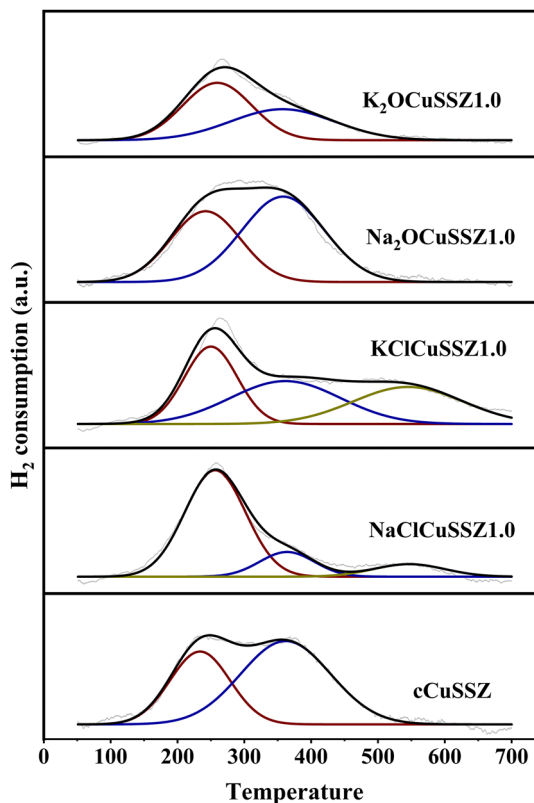 K₂OCuSSZ1.0
Na₂OCuSSZ1.0
KClCuSSZ1.0
NaClCuSSZ1.0
cCuSSZ
H₂ consumption (a.u.)
0 100 200 300 400 500 600 700
Temperature